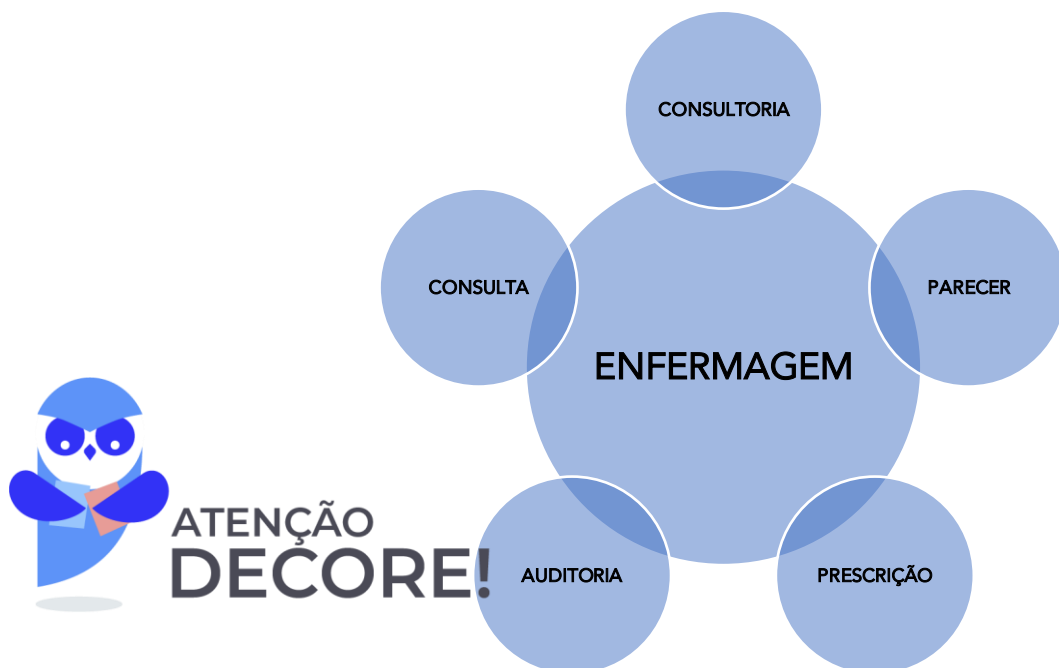 CONSULTORIA
CONSULTA
PARECER
ENFERMAGEM
ATENÇÃO
DECORE!
AUDITORIA
PRESCRIÇÃO